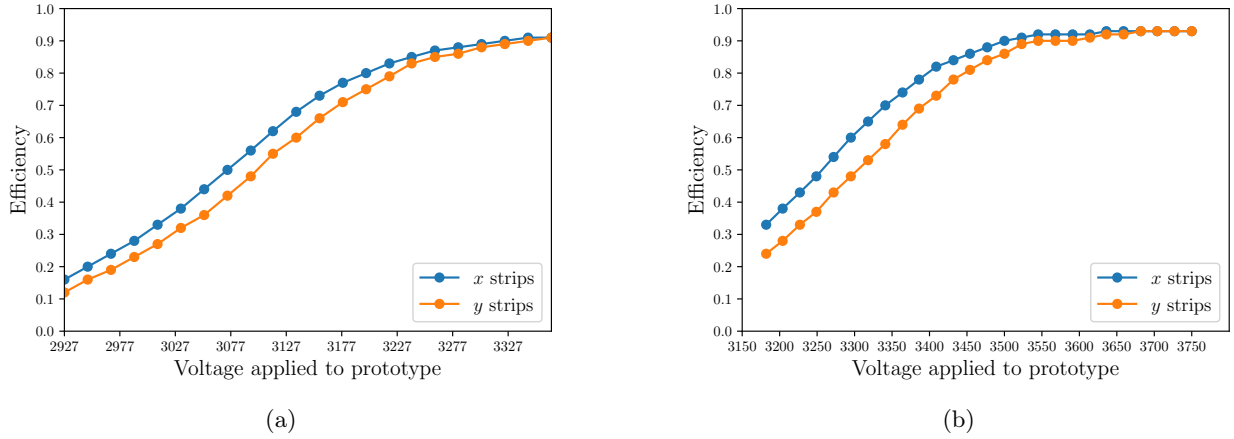 1.0
0.9
0.8
0.7
0.6
0.5
0.4
0.3
0.2
0.1
0.0
Efficiency
x strips
y strips
2927 2977 3027 3077 3127 3177 3227 3277 3327
Voltage applied to prototype
(a)
1.0
0.9
0.8
0.7
0.6
0.5
0.4
0.3
0.2
0.1
0.0
Efficiency
x strips
y strips
3150 3200 3250 3300 3350 3400 3450 3500 3550 3600 3650 3700 3750
Voltage applied to prototype
(b)